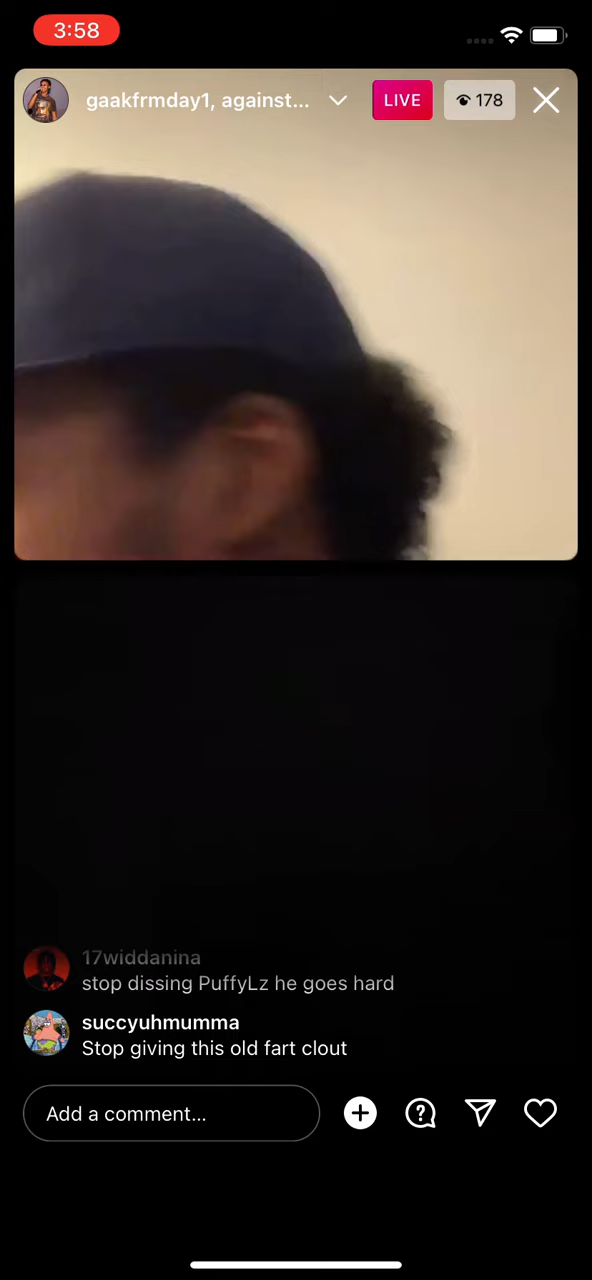 3:58
gaakfrmday1, against...
LIVE
178
17widdanina
stop dissing PuffyLz he goes hard
succyuhmumma
Stop giving this old fart clout
Add a comment...